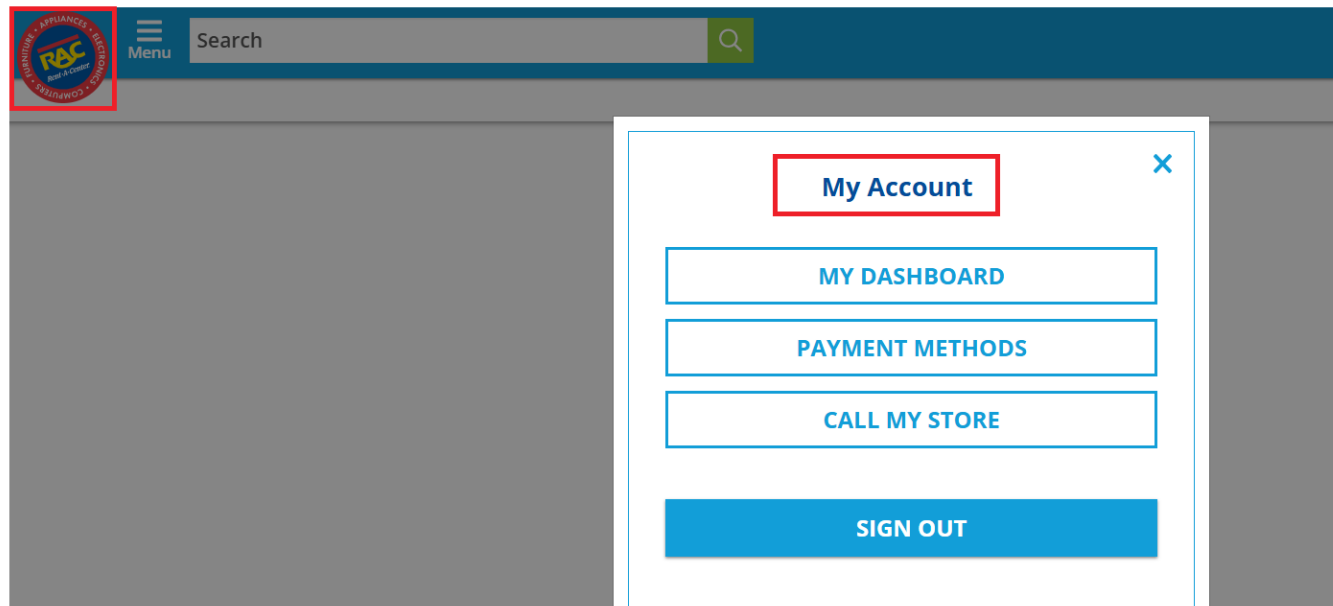 FURNITURE • APPLIANCES • ELECTRONICS • COMPUTERS •
RAC
Rent-A-Center
Menu
Search
My Account
MY DASHBOARD
PAYMENT METHODS
CALL MY STORE
SIGN OUT